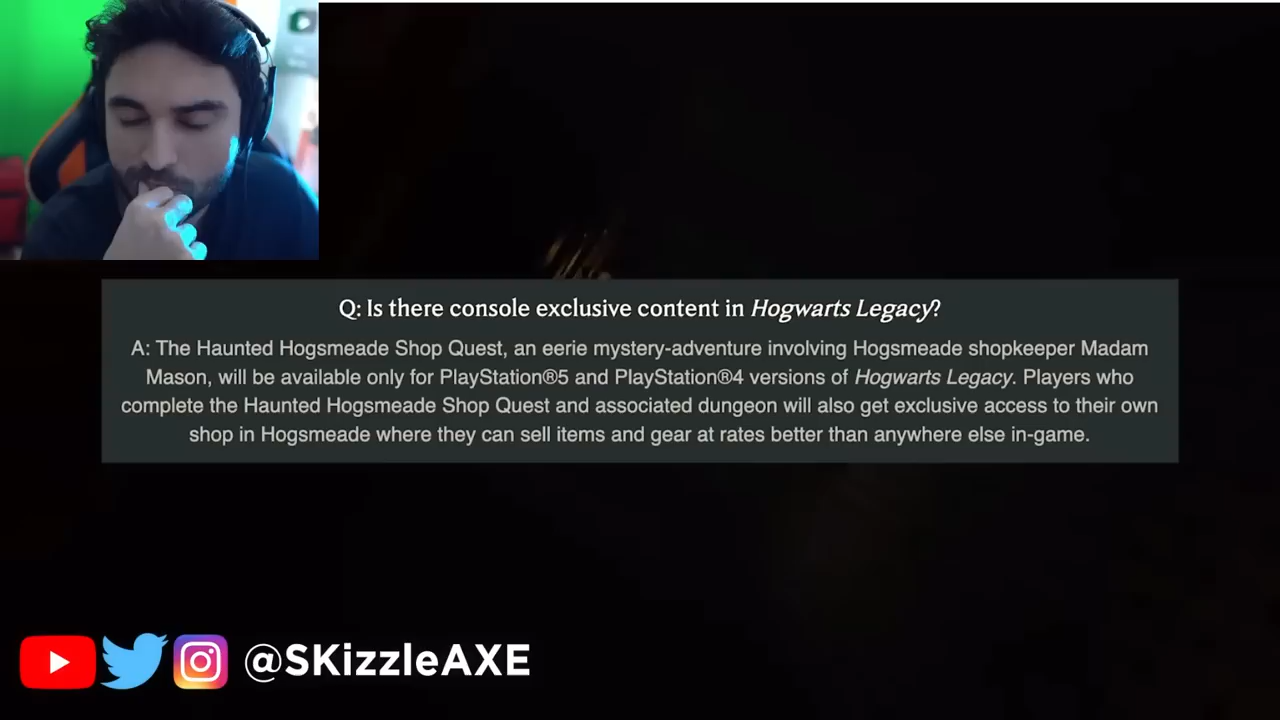 Q: Is there console exclusive content in Hogwarts Legacy?
A: The Haunted Hogsmeade Shop Quest, an eerie mystery-adventure involving Hogsmeade shopkeeper Madam
Mason, will be available only for PlayStation®5 and PlayStation®4 versions of Hogwarts Legacy. Players who
complete the Haunted Hogsmeade Shop Quest and associated dungeon will also get exclusive access to their own
shop in Hogsmeade where they can sell items and gear at rates better than anywhere else in-game.
@SKizzleAXE